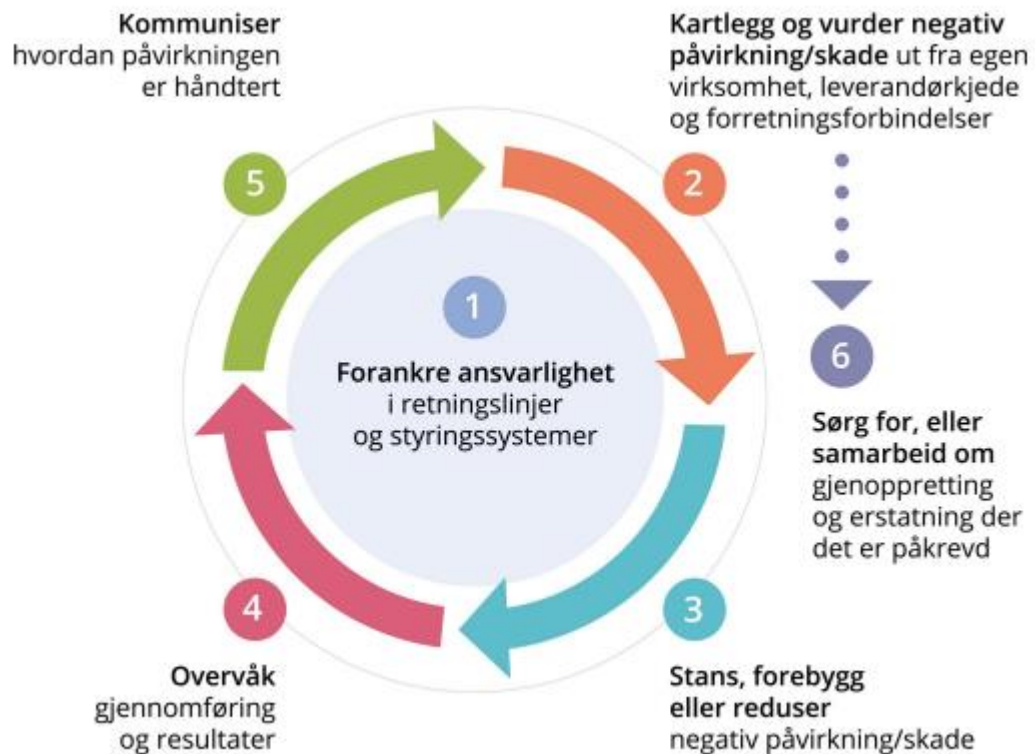 Kommuniser
hvordan påvirkningen
er håndtert
Kartlegg og vurder negativ
påvirkning/skade ut fra egen
virksomhet, leverandørkjede
og forretningsforbindelser
5
2
1
Forankre ansvarlighet
i retningslinjer
og styringssystemer
6
Sørg for, eller
samarbeid om
gjenoppretting
og erstatning der
det er påkrevd
4
3
Overvåk
gjennomføring
og resultater
Stans, forebygg
eller reduser
negativ påvirkning/skade